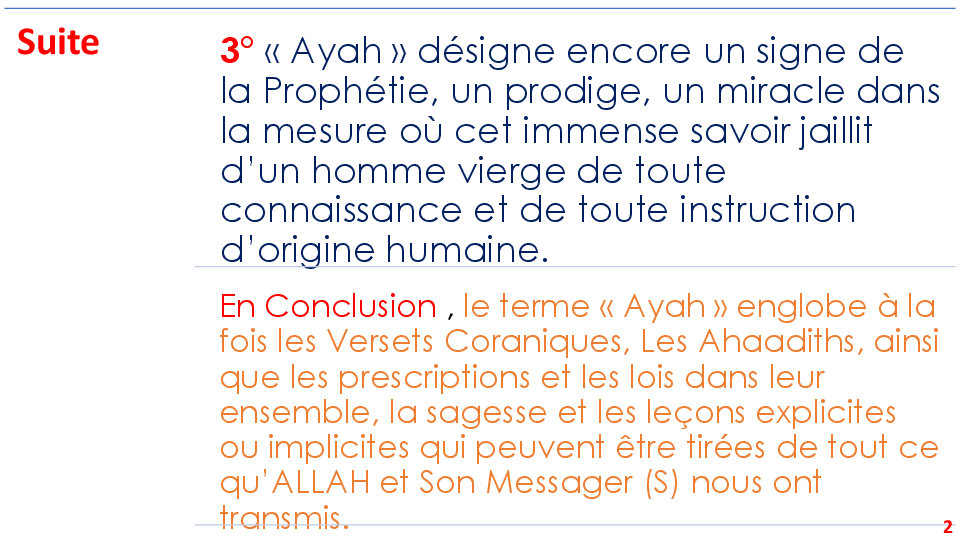 Suite
3° « Ayah » désigne encore un signe de
la Prophétie, un prodige, un miracle dans
la mesure où cet immense savoir jaillit
d'un homme vierge de toute
connaissance et de toute instruction
d'origine humaine.
En Conclusion , le terme « Ayah » englobe à la
fois les Versets Coraniques, Les Ahaadiths, ainsi
que les prescriptions et les lois dans leur
ensemble, la sagesse et les leçons explicites
ou implicites qui peuvent être tirées de tout ce
qu'ALLAH et Son Messager (S) nous ont
transmis.
2